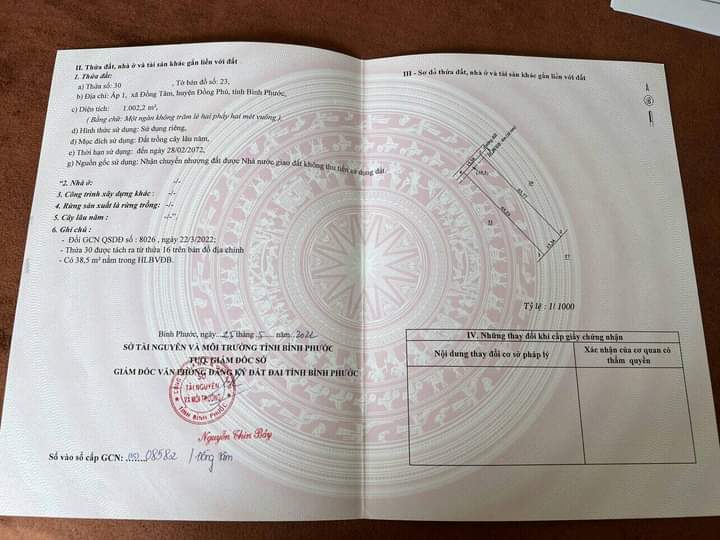 II. Thửa đất, nhà ở và tài sản khác gắn liền với đất
1. Thửa đất:
a) Thửa số: 30 , Tờ bản đồ số: 23,
b) Địa chỉ: Ấp 1, xã Đồng Tâm, huyện Đồng Phú, tỉnh Bình Phước,
c) Diện tích: 1.002,2 m²,
( Bằng chữ: Một ngàn không trăm lẻ hai phẩy hai mét vuông ),
d) Hình thức sử dụng: Sử dụng riêng,
đ) Mục đích sử dụng: Đất trồng cây lâu năm,
e) Thời hạn sử dụng: đến ngày 28/02/2072,
g) Nguồn gốc sử dụng: Nhận chuyển nhượng đất được Nhà nước giao đất không thu tiền sử dụng đất.
"2. Nhà ở: -/-
3. Công trình xây dựng khác: -/-
4. Rừng sản xuất là rừng trồng: -/-
5. Cây lâu năm: -/-".
6. Ghi chú :
- Đổi GCN QSDĐ số : 8026 , ngày 22/3/2022;
- Thửa 30 được tách ra từ thửa 16 trên bản đồ địa chính
- Có 38,5 m² nằm trong HLBVĐB.
Bình Phước, ngày 25 tháng 5 năm 2022
SỞ TÀI NGUYÊN VÀ MÔI TRƯỜNG TỈNH BÌNH PHƯỚC
TUQ. GIÁM ĐỐC SỞ
GIÁM ĐỐC VĂN PHÒNG ĐĂNG KÝ ĐẤT ĐAI TỈNH BÌNH PHƯỚC
TÀI NGUYÊN
VÀ MÔI TRƯỜNG
TỈNH BÌNH PHƯỚC
Nguyễn Thìn Bảy
Số vào sổ cấp GCN: 08582 / Đồng Tâm
III - Sơ đồ thửa đất, nhà ở và tài sản khác gắn liền với đất
Tỷ lệ : 1/ 1000
IV. Những thay đổi khi cấp giấy chứng nhận
Nội dung thay đổi cơ sở pháp lý
Xác nhận của cơ quan có
thẩm quyền